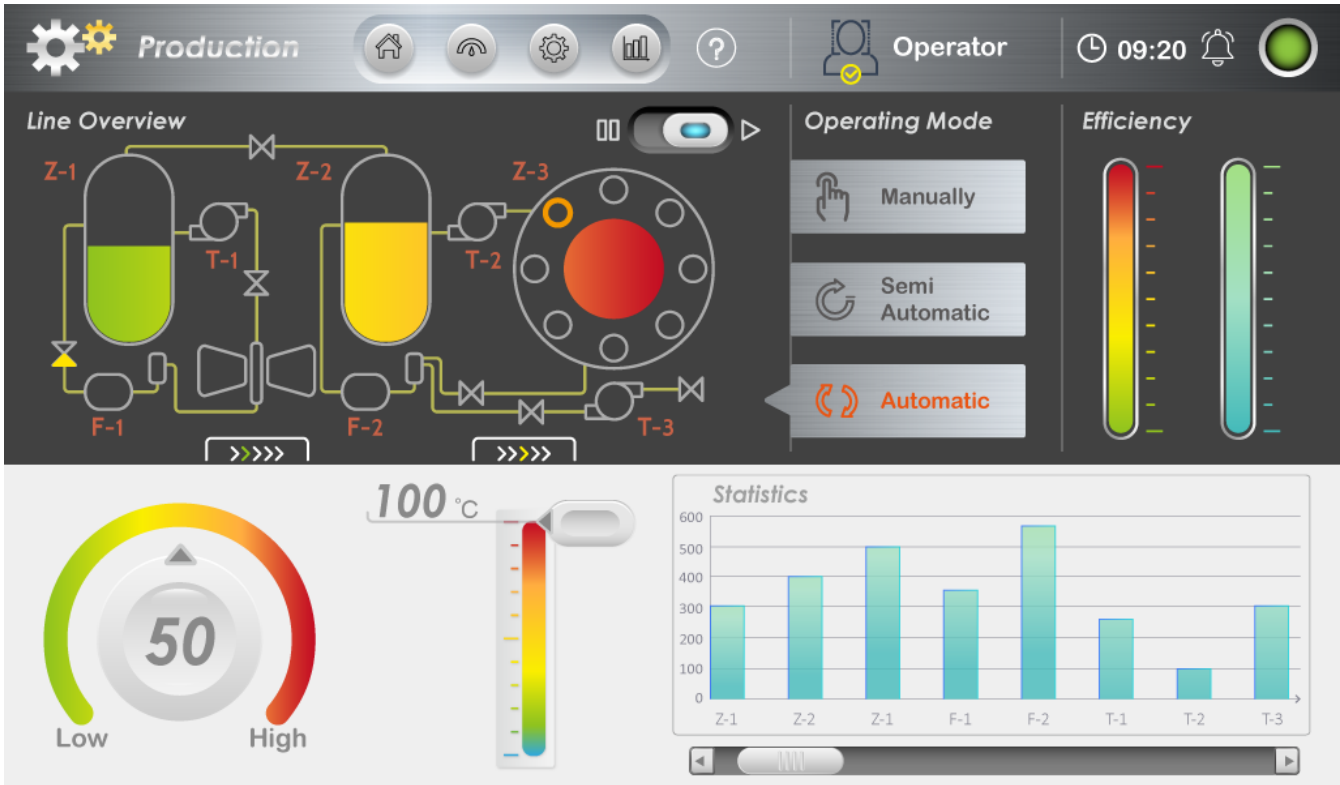 Production
?
Operator
09:20
Line Overview
Operating Mode
Efficiency
Z-1
Z-2
Z-3
T-1
T-2
Manually
Semi
Automatic
Automatic
F-1
F-2
T-3
100 °C
50
Low
High
Statistics
600
500
400
300
200
100
0
Z-1
Z-2
Z-1
F-1
F-2
T-1
T-2
T-3